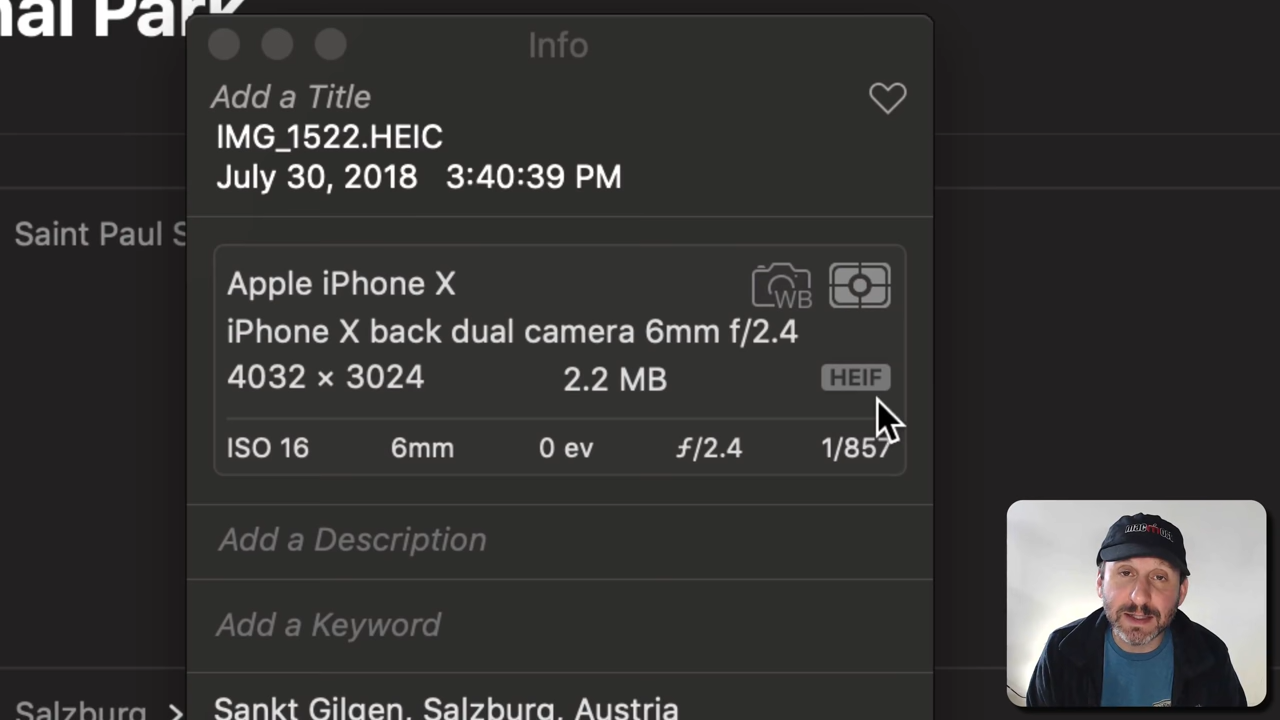 nal Park
Info
Add a Title
IMG_1522.HEIC
July 30, 2018 3:40:39 PM
Saint Paul S
Apple iPhone X
WB
iPhone X back dual camera 6mm f/2.4
4032 × 3024 2.2 MB HEIF
ISO 16 6mm 0 ev ƒ/2.4 1/857
Add a Description
Add a Keyword
Salzburg >
Sankt Gilgen, Salzburg, Austria